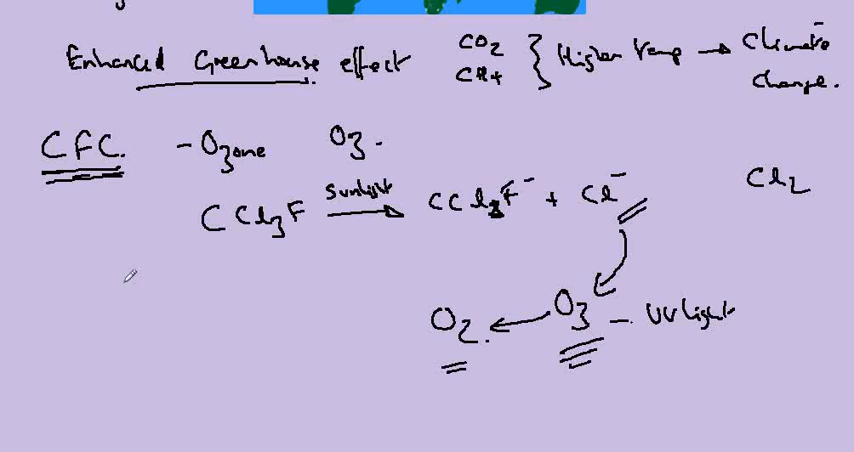 Enhanced Greenhouse effect CO2 CH4 } Higher temp → Climate change.
CFC. - O3one O3.
CCl3F Sunlight → CCl2F⁻ + Cl⁻ Cl2
O2. ← O3 - UV light